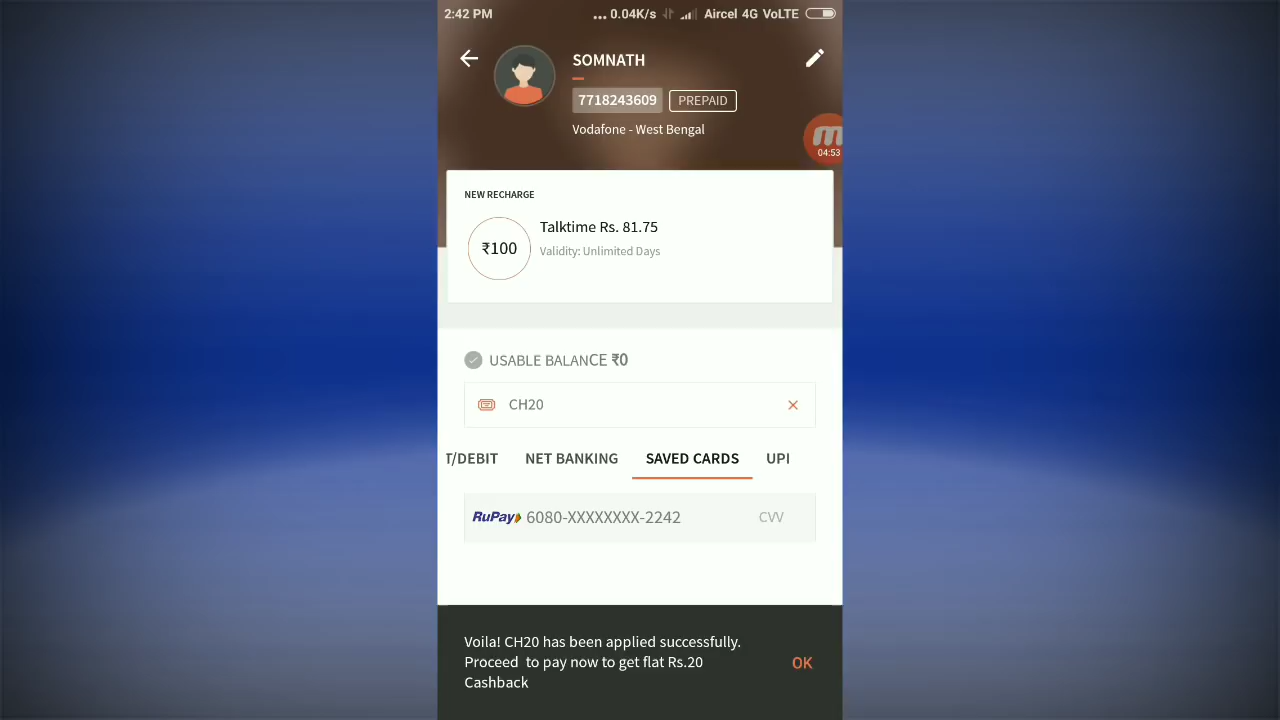 2:42 PM ... 0.04K/s Aircel 4G VoLTE
SOMNATH
7718243609 PREPAID
Vodafone - West Bengal
04:53
NEW RECHARGE
₹100
Talktime Rs. 81.75
Validity: Unlimited Days
USABLE BALANCE ₹0
CH20
T/DEBIT NET BANKING SAVED CARDS UPI
RuPay 6080-XXXXXXXX-2242 CVV
Voila! CH20 has been applied successfully.
Proceed to pay now to get flat Rs.20
Cashback
OK